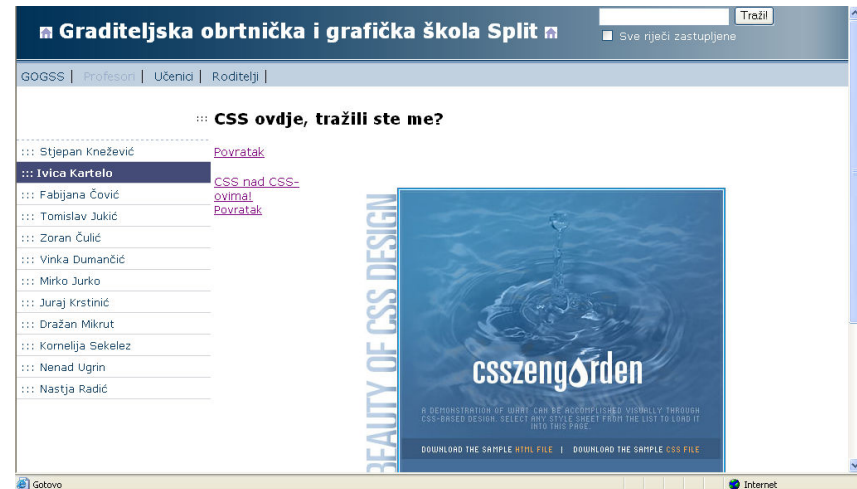 Graditeljska obrtnička i grafička škola Split
Traži!
Sve riječi zastupljene
GOGSS | Profesori | Učenici | Roditelji |
::: CSS ovdje, tražili ste me?
::: Stjepan Knežević
::: Ivica Kartelo
::: Fabijana Čović
::: Tomislav Jukić
::: Zoran Čulić
::: Vinka Dumančić
::: Mirko Jurko
::: Juraj Krstinić
::: Dražan Mikrut
::: Kornelija Sekelez
::: Nenad Ugrin
::: Nastja Radić
Povratak
CSS nad CSS-
ovima!
Povratak
BEAUTY OF CSS DESIGN
csszengarden
A DEMONSTRATION OF WHAT CAN BE ACCOMPLISHED VISUALLY THROUGH
CSS-BASED DESIGN. SELECT ANY STYLE SHEET FROM THE LIST TO LOAD IT
INTO THIS PAGE.
DOWNLOAD THE SAMPLE HTML FILE | DOWNLOAD THE SAMPLE CSS FILE
Gotovo
Internet